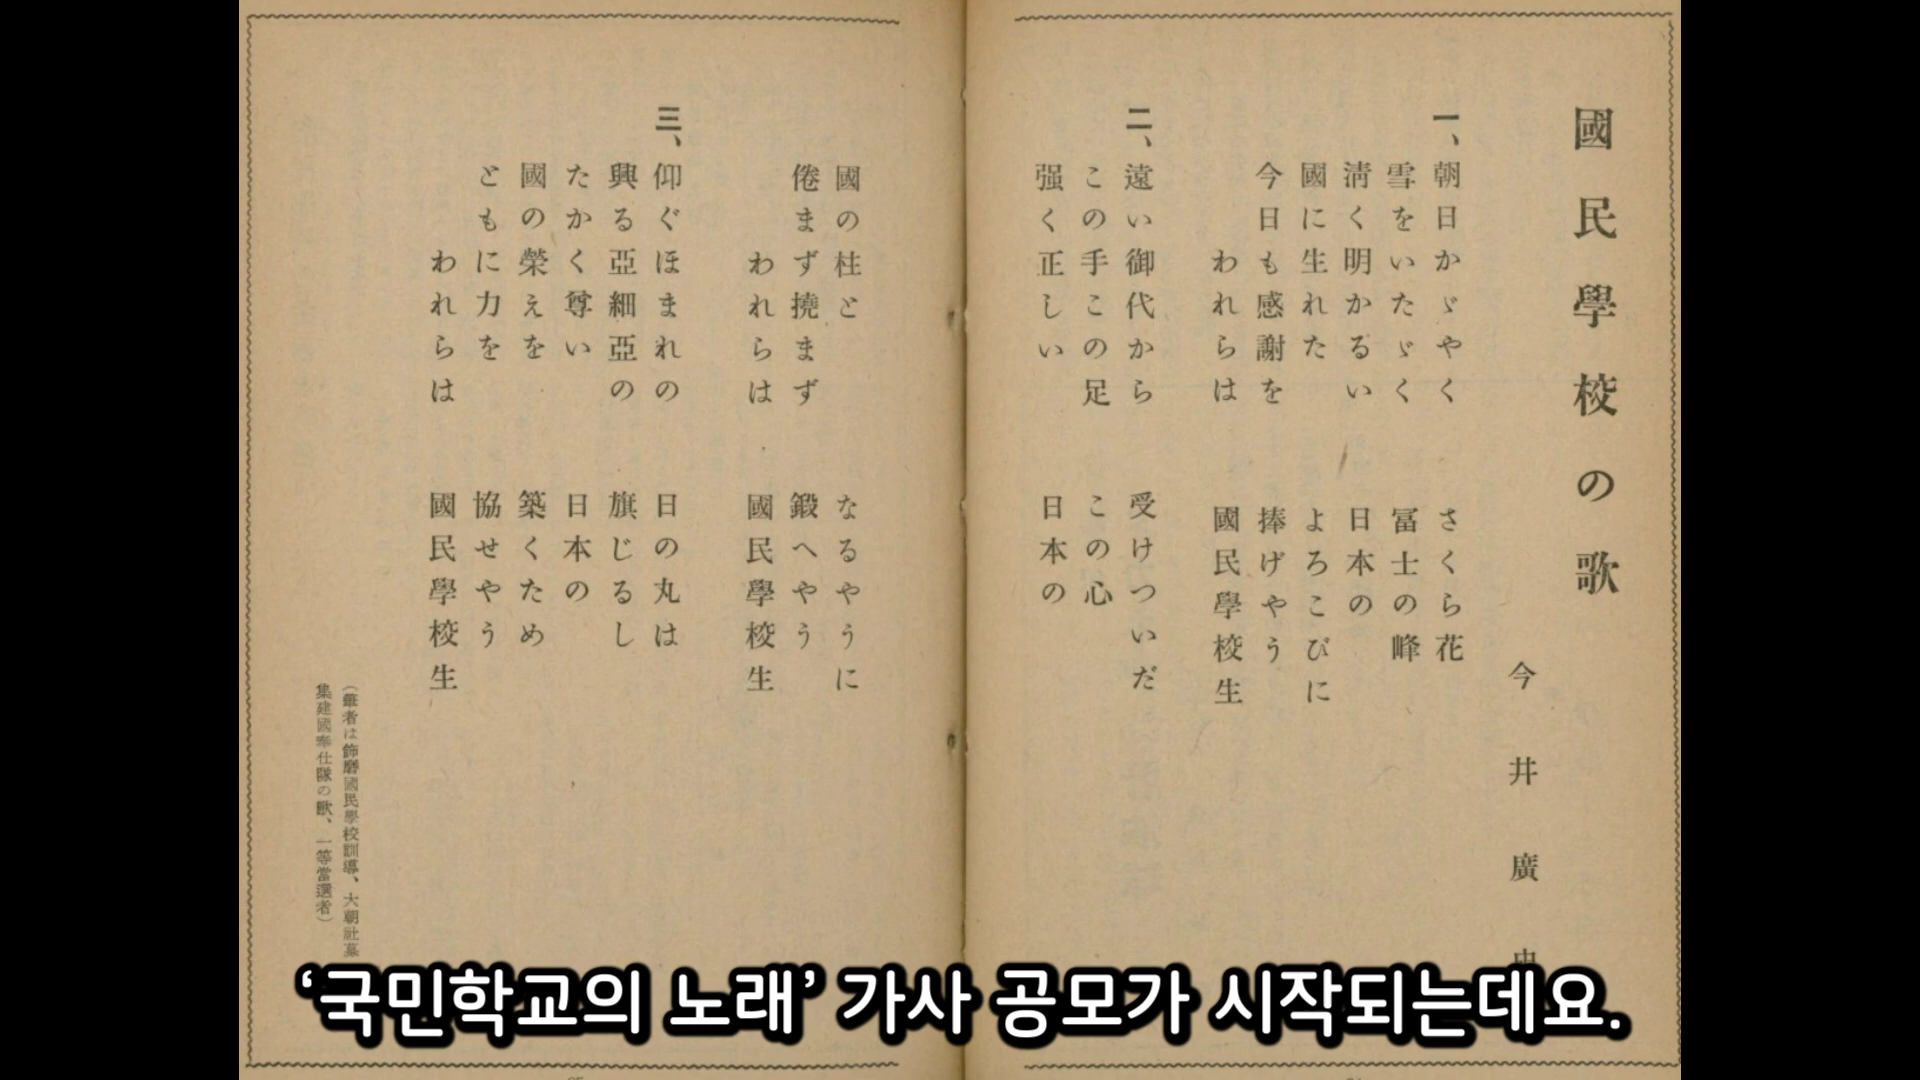 國民學校の歌
今井廣
一、朝日かゞやく さくら花
雪をいたゞく 冨士の峰
淸く明かるい 日本の
國に生れた よろこびに
今日も感謝を 捧げやう
われらは 國民學校生
二、遠い御代から 受けついだ
この手この足 この心
强く正しい 日本の
國の柱と なるやうに
倦まず撓まず 鍛へやう
われらは 國民學校生
三、仰ぐほまれの 日の丸は
興る亞細亞の 旗じるし
たかく尊い 日本の
國の榮えを 築くため
ともに力を 協せやう
われらは 國民學校生
(筆者は飾磨國民學校訓導、大朝社募
集建國奉仕隊の歌、一等當選者)
‘국민학교의 노래’ 가사 공모가 시작되는데요.